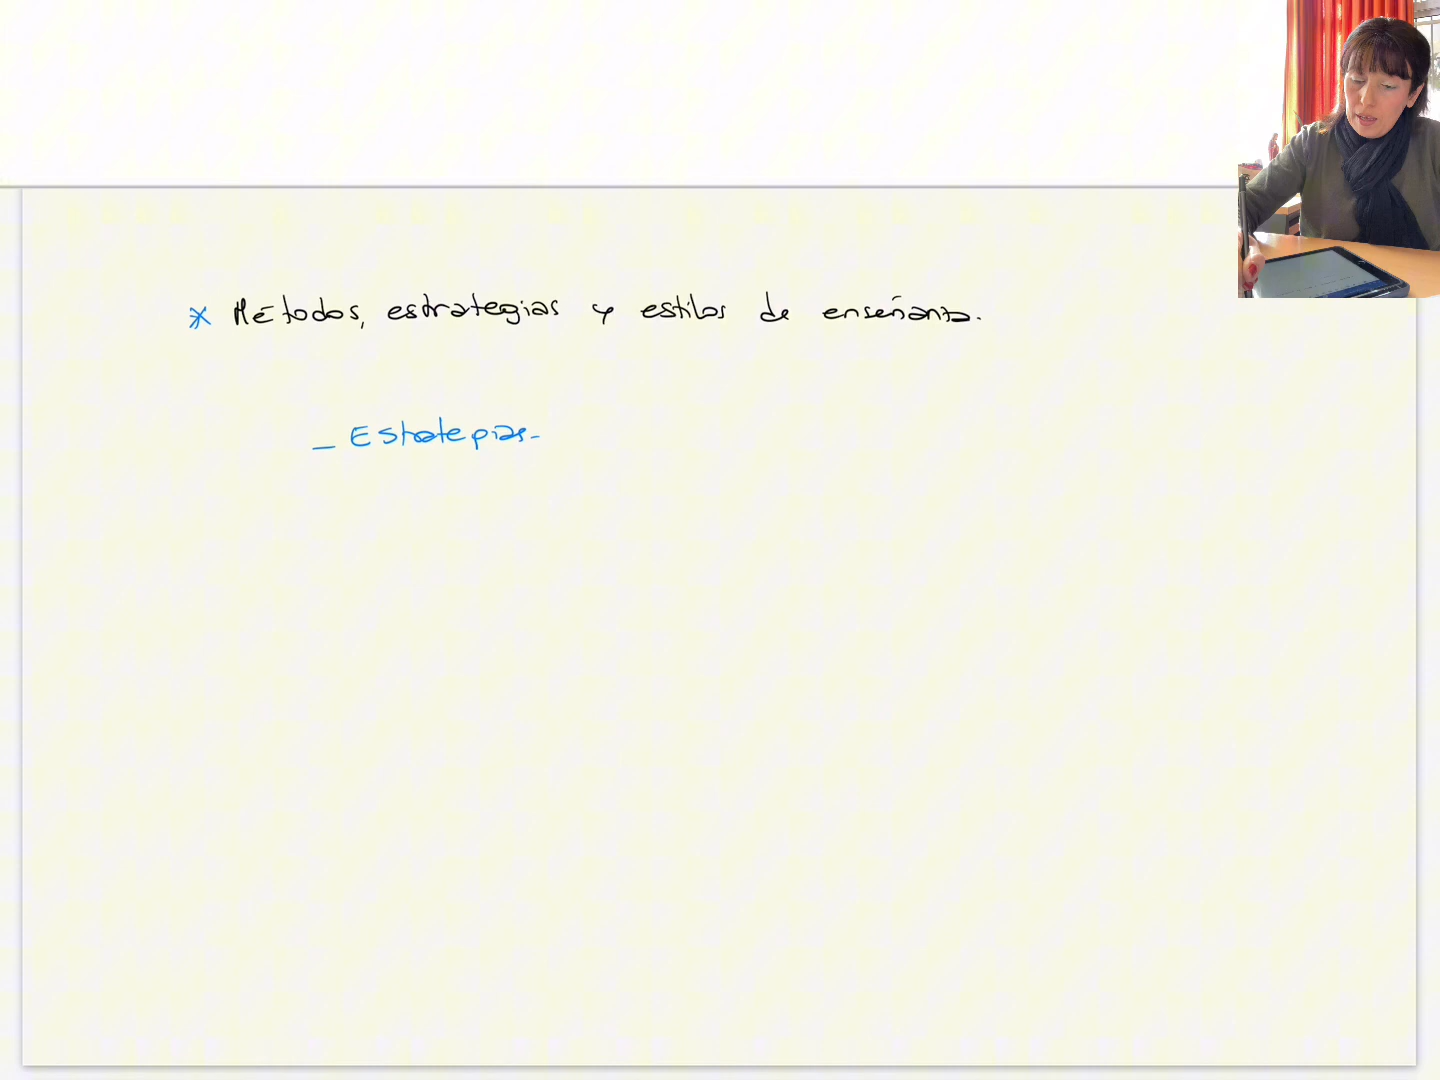 * Métodos, estrategias y estilos de enseñanza.
- Estrategias-